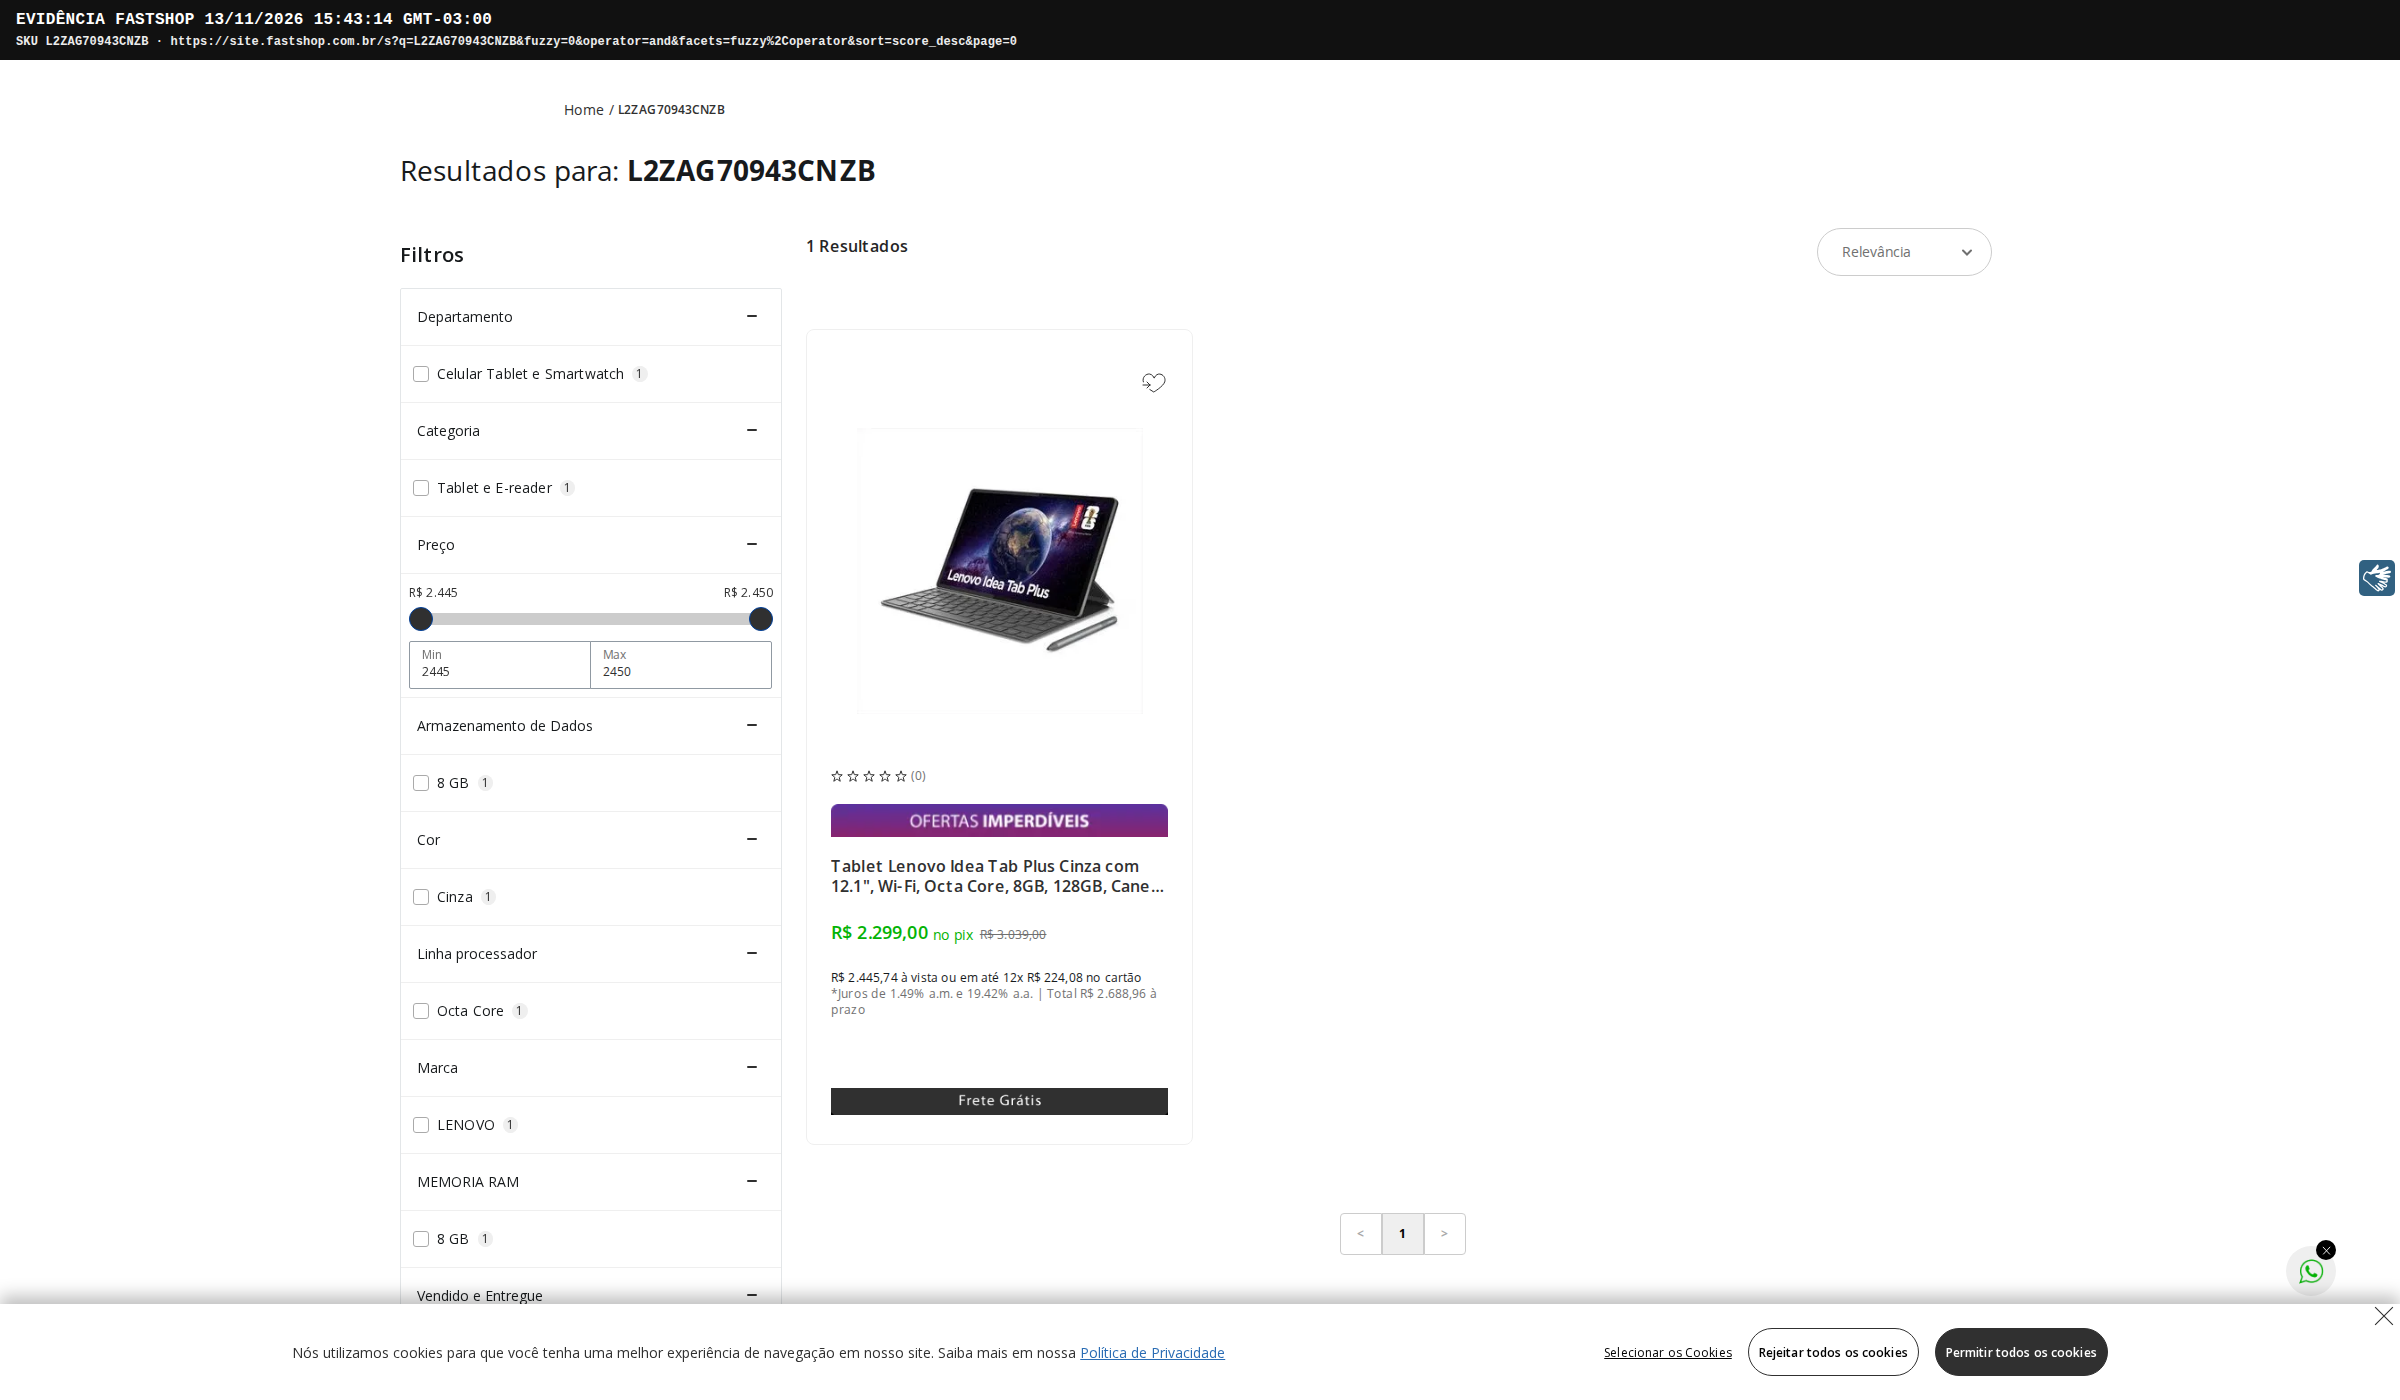 EVIDÊNCIA FASTSHOP 13/11/2026 15:43:14 GMT-03:00
SKU L2ZAG70943CNZB · https://site.fastshop.com.br/s?q=L2ZAG70943CNZB&fuzzy=0&operator=and&facets=fuzzy%2Coperator&sort=score_desc&page=0
Home / L2ZAG70943CNZB
Resultados para: L2ZAG70943CNZB
Filtros
1 Resultados
Relevância
Departamento
Celular Tablet e Smartwatch 1
Categoria
Tablet e E-reader 1
Preço
R$ 2.445 R$ 2.450
Min Max
2445 2450
Armazenamento de Dados
8 GB 1
Cor
Cinza 1
Linha processador
Octa Core 1
Marca
LENOVO 1
MEMORIA RAM
8 GB 1
Vendido e Entregue
Lenovo Idea Tab Plus
(0)
OFERTAS IMPERDÍVEIS
Tablet Lenovo Idea Tab Plus Cinza com
12.1", Wi-Fi, Octa Core, 8GB, 128GB, Cane...
R$ 2.299,00 no pix R$ 3.039,00
R$ 2.445,74 à vista ou em até 12x R$ 224,08 no cartão
*Juros de 1.49% a.m. e 19.42% a.a. | Total R$ 2.688,96 à
prazo
Frete Grátis
< 1 >
Nós utilizamos cookies para que você tenha uma melhor experiência de navegação em nosso site. Saiba mais em nossa Política de Privacidade
Selecionar os Cookies
Rejeitar todos os cookies
Permitir todos os cookies